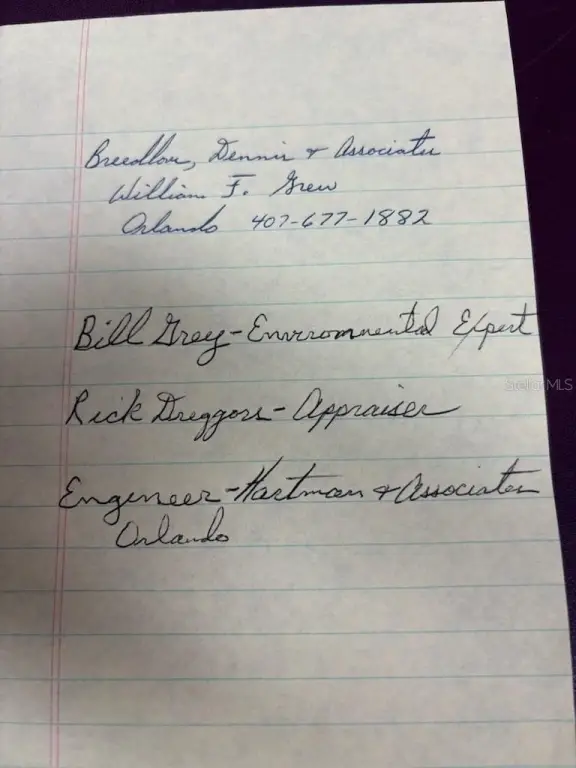 Breedlove, Dennis & Associates
William F. Grew
Orlando 407-677-1882
Bill Grey - Environmental Expert
Rick Dreggors - Appraiser
Engineer - Hartman & Associates
Orlando
Stellar MLS